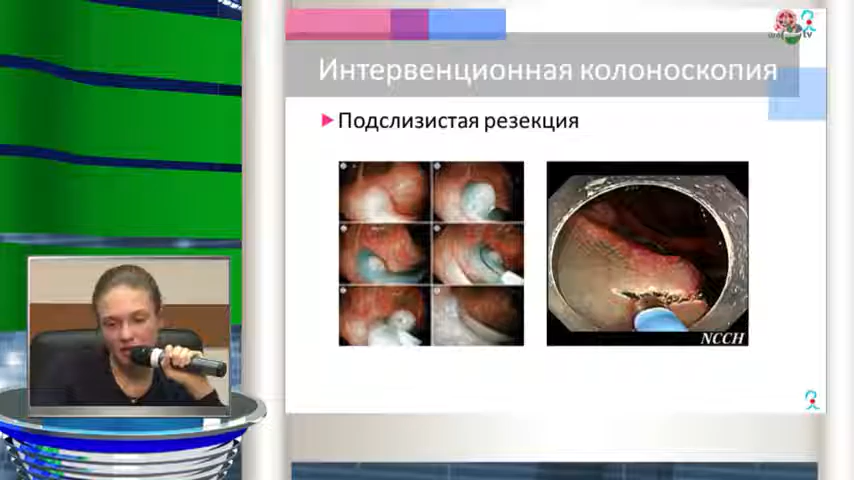 Интервенционная колоноскопия
Подслизистая резекция
NCCH